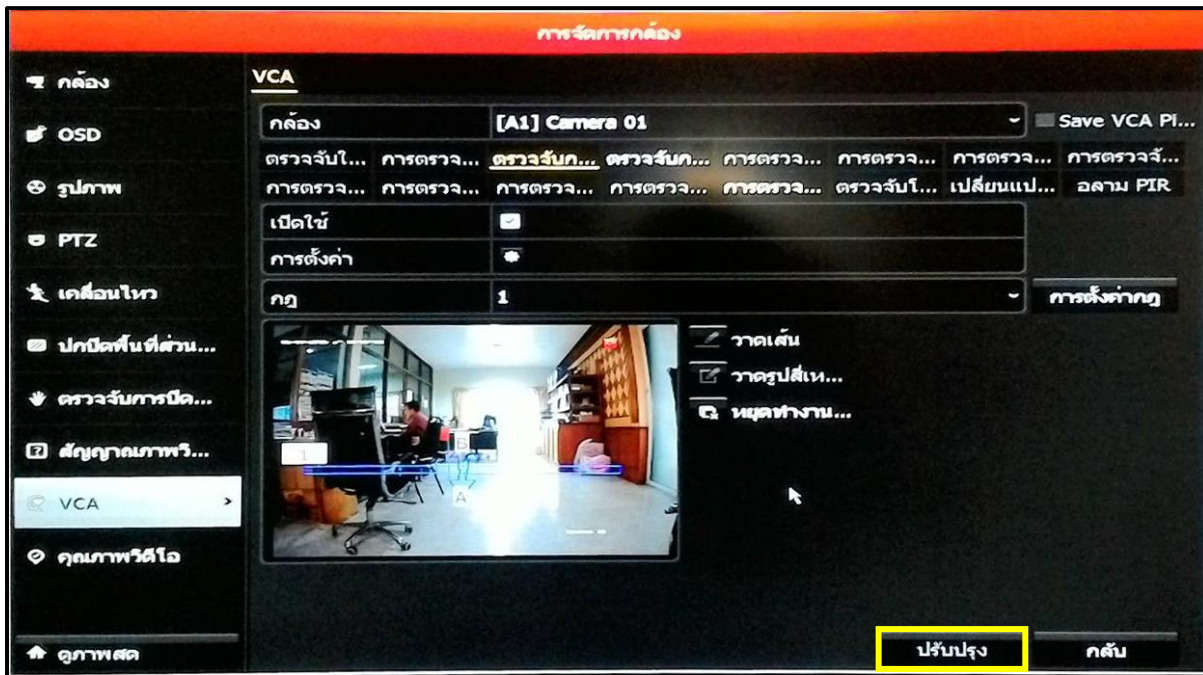 การจัดการกล้อง
กล้อง
OSD
รูปภาพ
PTZ
เคลื่อนไหว
ปกปิดพื้นที่ส่วน...
ตรวจจับการปิด...
สัญญาณภาพวิ...
VCA
คุณภาพวิดีโอ
ดูภาพสด
VCA
กล้อง [A1] Camera 01 Save VCA Pi...
ตรวจจับใ... การตรวจ... ตรวจจับก... ตรวจจับก... การตรวจ... การตรวจ... การตรวจ... การตรวจจั...
การตรวจ... การตรวจ... การตรวจ... การตรวจ... การตรวจ... ตรวจจับโ... เปลี่ยนแป... อลาม PIR
เปิดใช้
การตั้งค่า
กฎ 1 การตั้งค่ากฎ
วาดเส้น
วาดรูปสี่เห...
หยุดทำงาน...
1
B
A
ปรับปรุง กลับ